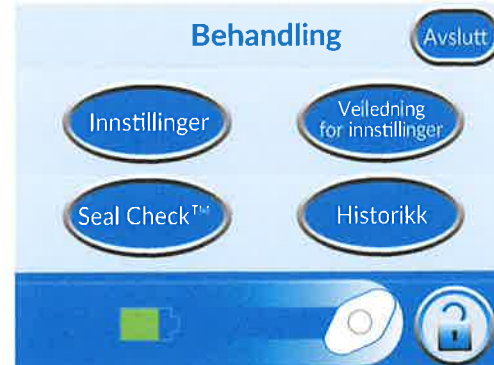 Behandling
Avslutt
Innstillinger
Veiledning
for innstillinger
Seal Check™
Historikk